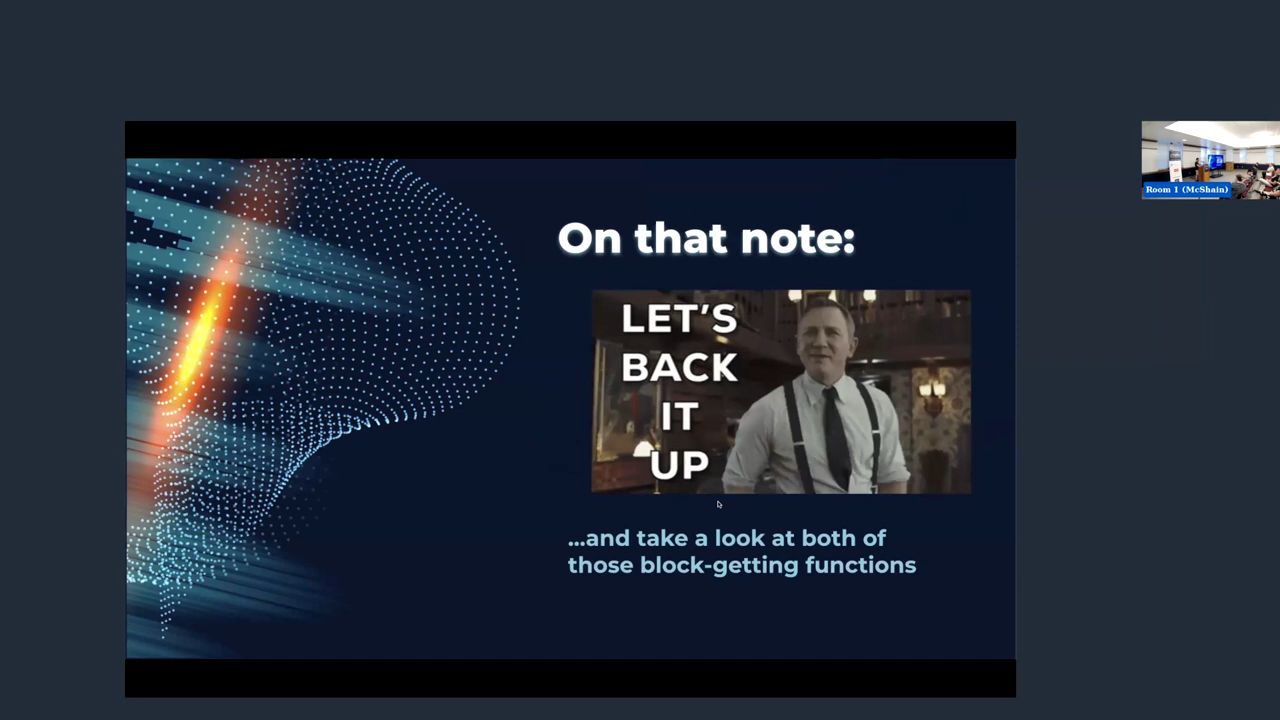 On that note:
LET'S
BACK
IT
UP
...and take a look at both of
those block-getting functions
Room 1 (McShain)